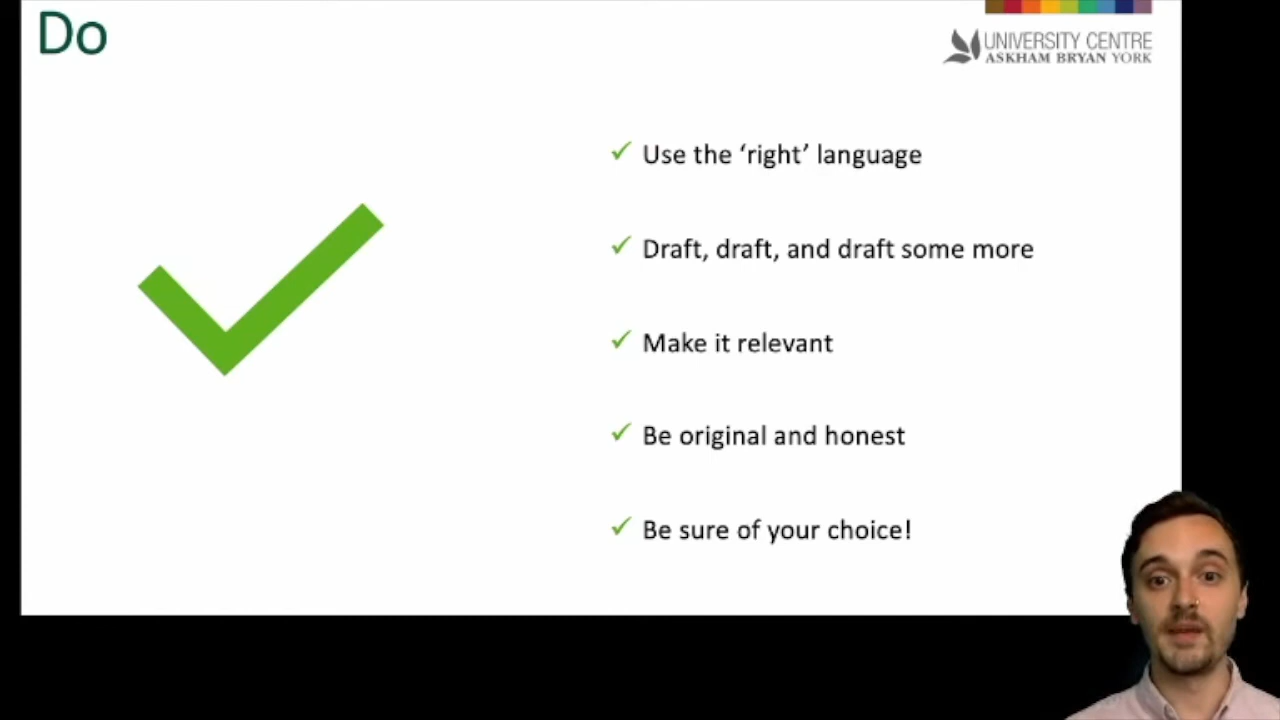 Do
UNIVERSITY CENTRE
ASKHAM BRYAN YORK
Use the ‘right’ language
Draft, draft, and draft some more
Make it relevant
Be original and honest
Be sure of your choice!